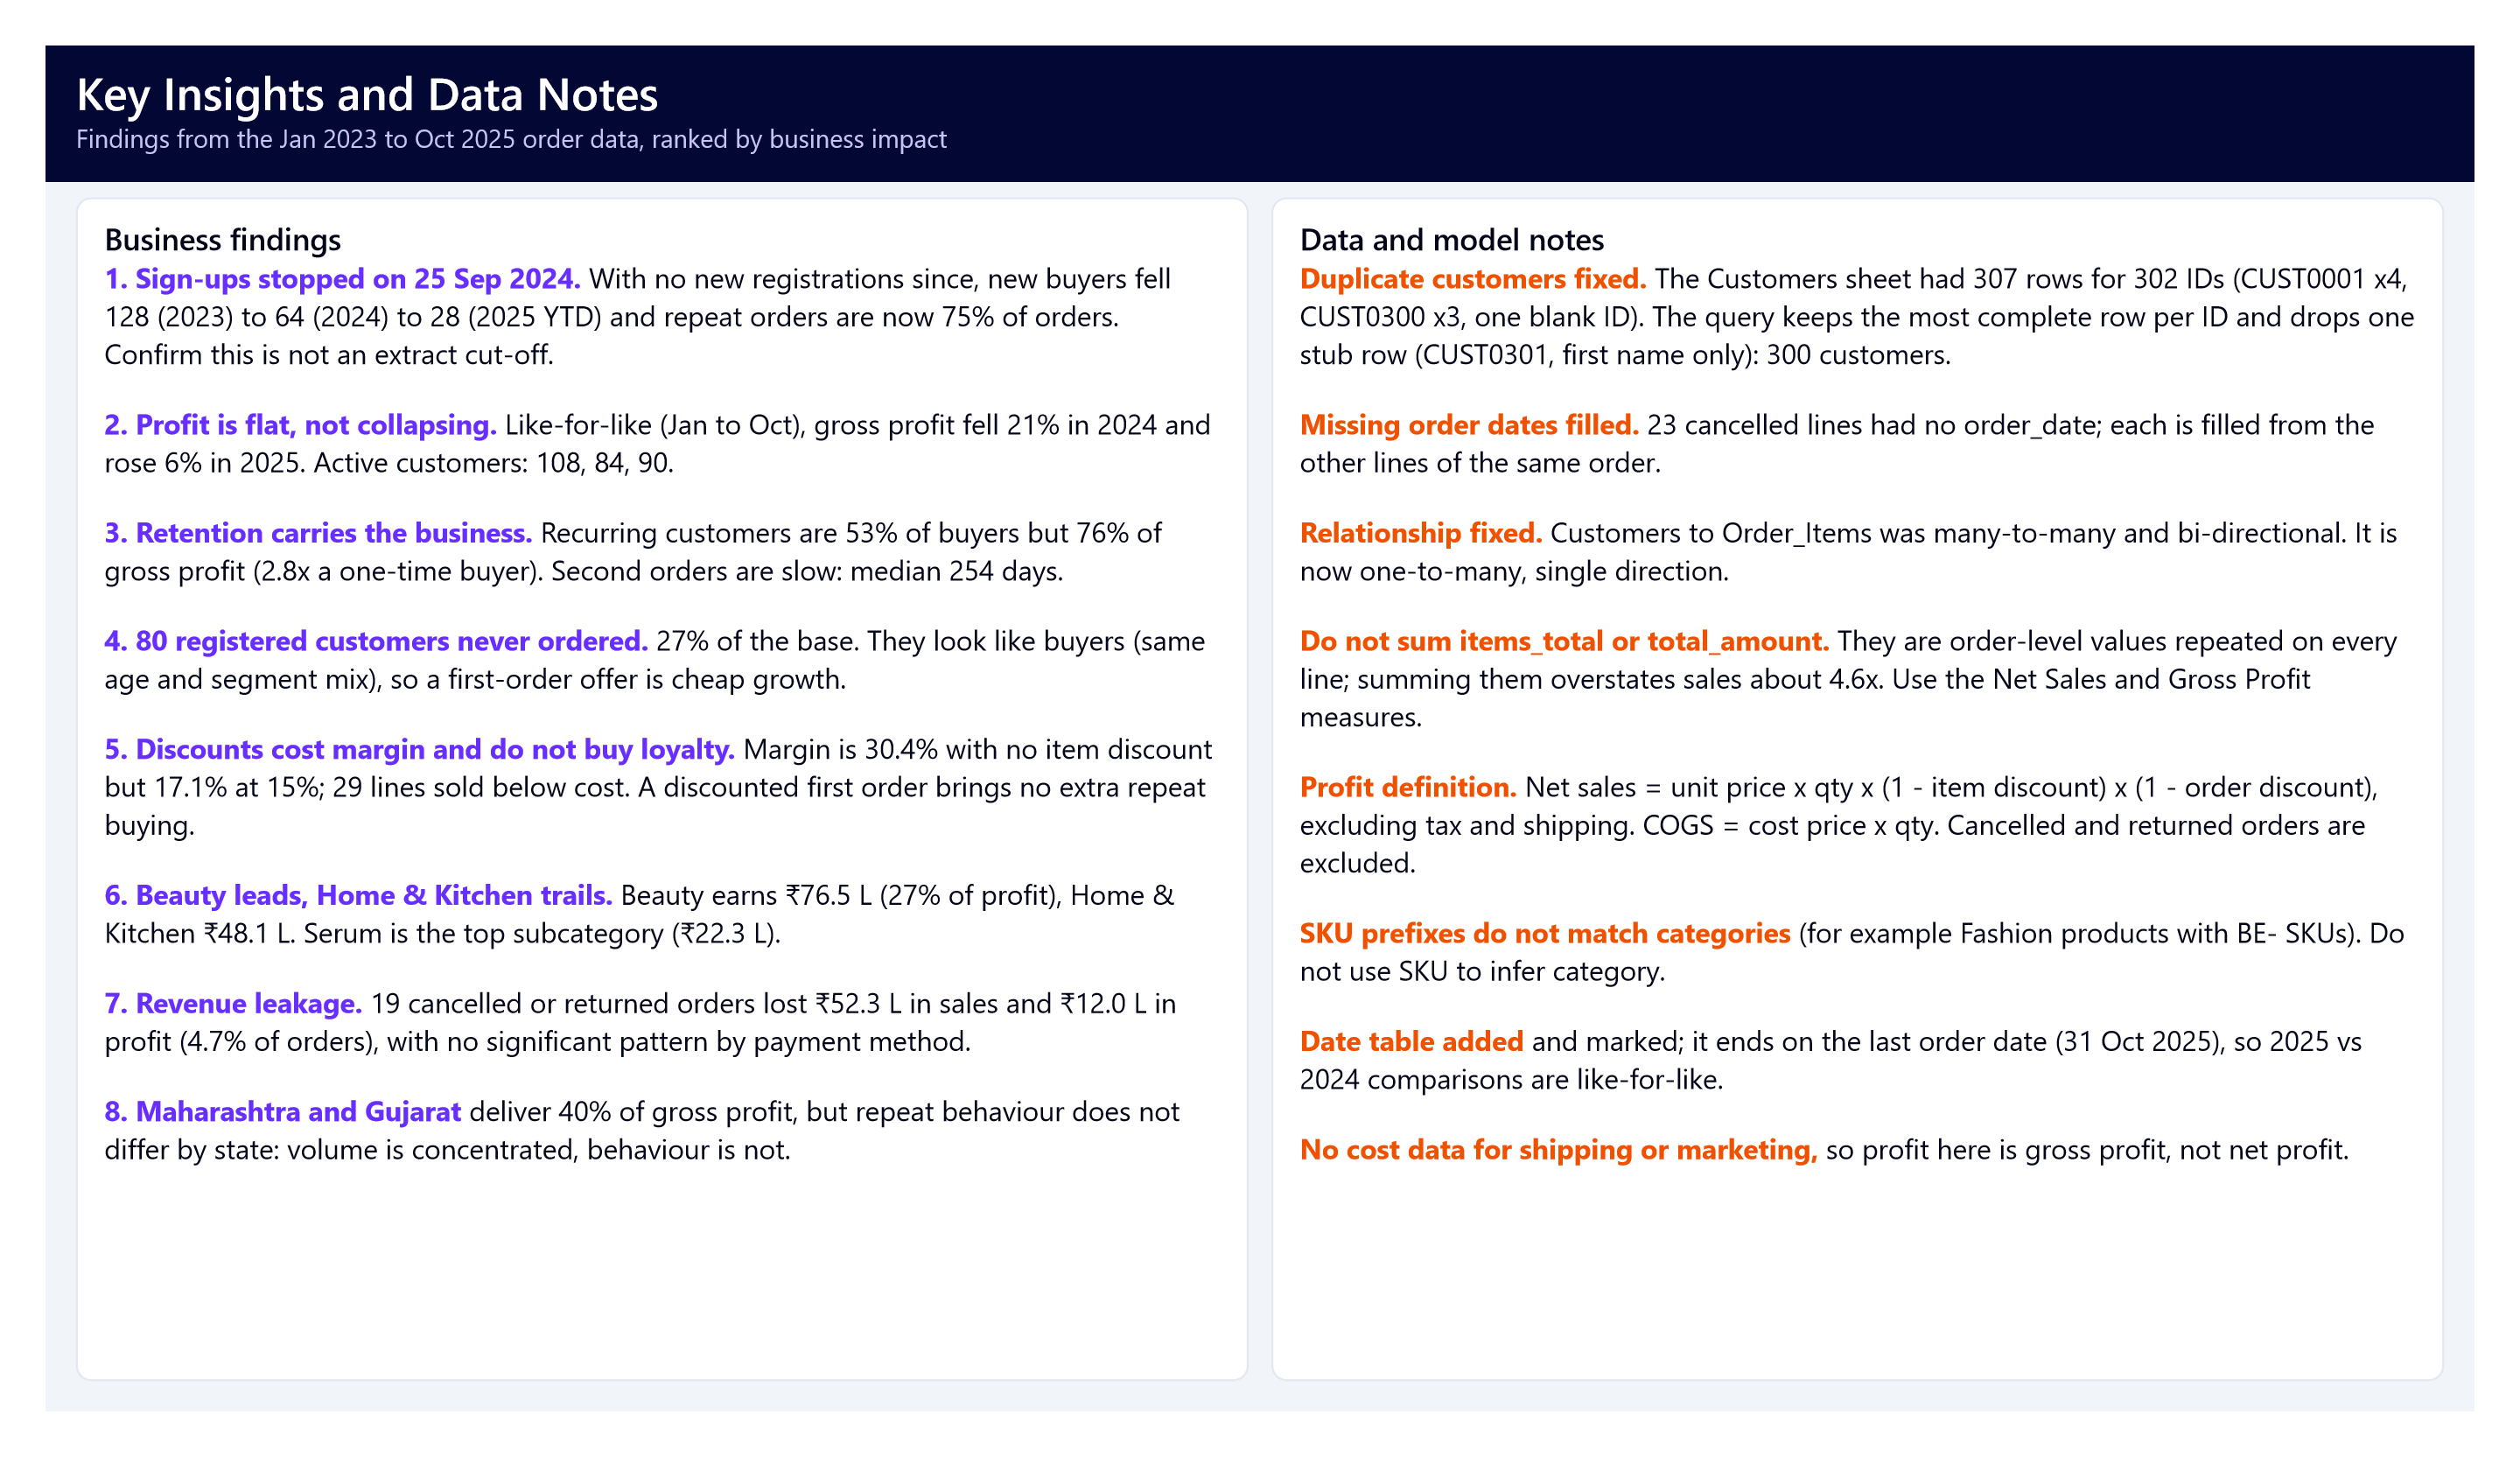 Key Insights and Data Notes
Findings from the Jan 2023 to Oct 2025 order data, ranked by business impact
Business findings
1. Sign-ups stopped on 25 Sep 2024. With no new registrations since, new buyers fell
128 (2023) to 64 (2024) to 28 (2025 YTD) and repeat orders are now 75% of orders.
Confirm this is not an extract cut-off.
2. Profit is flat, not collapsing. Like-for-like (Jan to Oct), gross profit fell 21% in 2024 and
rose 6% in 2025. Active customers: 108, 84, 90.
3. Retention carries the business. Recurring customers are 53% of buyers but 76% of
gross profit (2.8x a one-time buyer). Second orders are slow: median 254 days.
4. 80 registered customers never ordered. 27% of the base. They look like buyers (same
age and segment mix), so a first-order offer is cheap growth.
5. Discounts cost margin and do not buy loyalty. Margin is 30.4% with no item discount
but 17.1% at 15%; 29 lines sold below cost. A discounted first order brings no extra repeat
buying.
6. Beauty leads, Home & Kitchen trails. Beauty earns ₹76.5 L (27% of profit), Home &
Kitchen ₹48.1 L. Serum is the top subcategory (₹22.3 L).
7. Revenue leakage. 19 cancelled or returned orders lost ₹52.3 L in sales and ₹12.0 L in
profit (4.7% of orders), with no significant pattern by payment method.
8. Maharashtra and Gujarat deliver 40% of gross profit, but repeat behaviour does not
differ by state: volume is concentrated, behaviour is not.
Data and model notes
Duplicate customers fixed. The Customers sheet had 307 rows for 302 IDs (CUST0001 x4,
CUST0300 x3, one blank ID). The query keeps the most complete row per ID and drops one
stub row (CUST0301, first name only): 300 customers.
Missing order dates filled. 23 cancelled lines had no order_date; each is filled from the
other lines of the same order.
Relationship fixed. Customers to Order_Items was many-to-many and bi-directional. It is
now one-to-many, single direction.
Do not sum items_total or total_amount. They are order-level values repeated on every
line; summing them overstates sales about 4.6x. Use the Net Sales and Gross Profit
measures.
Profit definition. Net sales = unit price x qty x (1 - item discount) x (1 - order discount),
excluding tax and shipping. COGS = cost price x qty. Cancelled and returned orders are
excluded.
SKU prefixes do not match categories (for example Fashion products with BE- SKUs). Do
not use SKU to infer category.
Date table added and marked; it ends on the last order date (31 Oct 2025), so 2025 vs
2024 comparisons are like-for-like.
No cost data for shipping or marketing, so profit here is gross profit, not net profit.